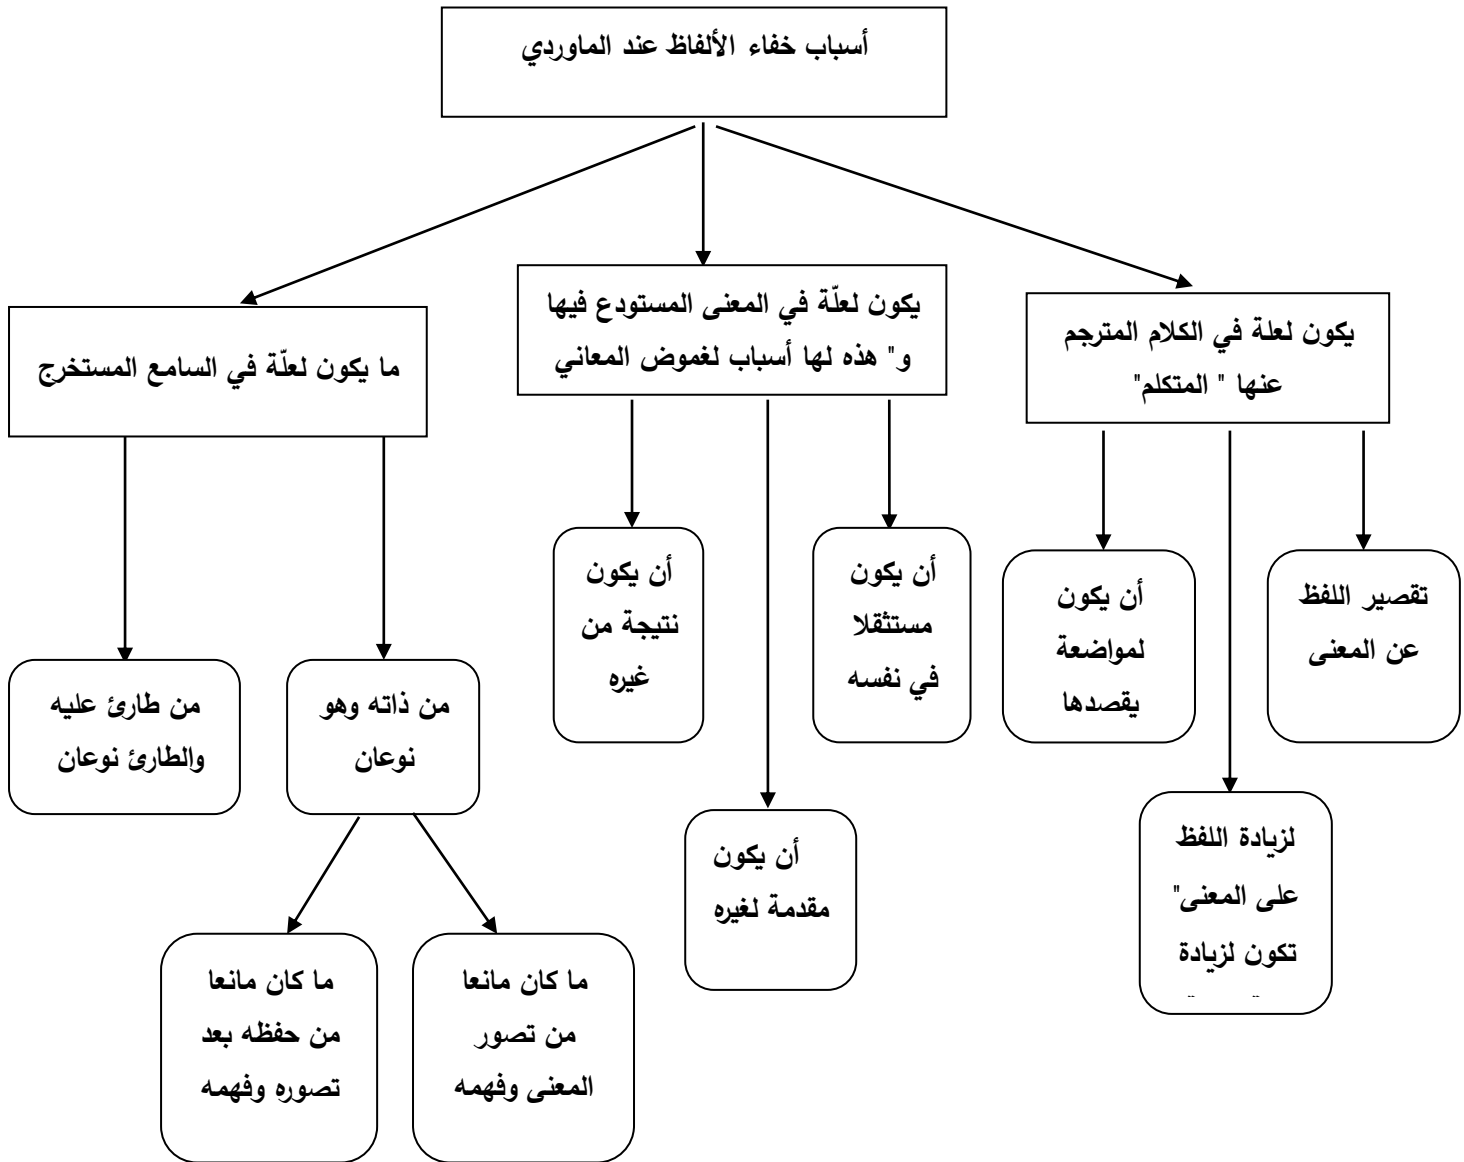 أسباب خفاء الألفاظ عند الماوردي
يكون لعلة في الكلام المترجم
عنها " المتكلم"
يكون لعلّة في المعنى المستودع فيها
و" هذه لها أسباب لغموض المعاني
ما يكون لعلّة في السامع المستخرج
تقصير اللفظ
عن المعنى
لزيادة اللفظ
على المعنى"
تكون لزيادة
أن يكون
لمواضعة
يقصدها
أن يكون
مستثقلا
في نفسه
أن يكون
مقدمة لغيره
أن يكون
نتيجة من
غيره
من ذاته وهو
نوعان
من طارئ عليه
والطارئ نوعان
ما كان مانعا
من تصور
المعنى وفهمه
ما كان مانعا
من حفظه بعد
تصوره وفهمه